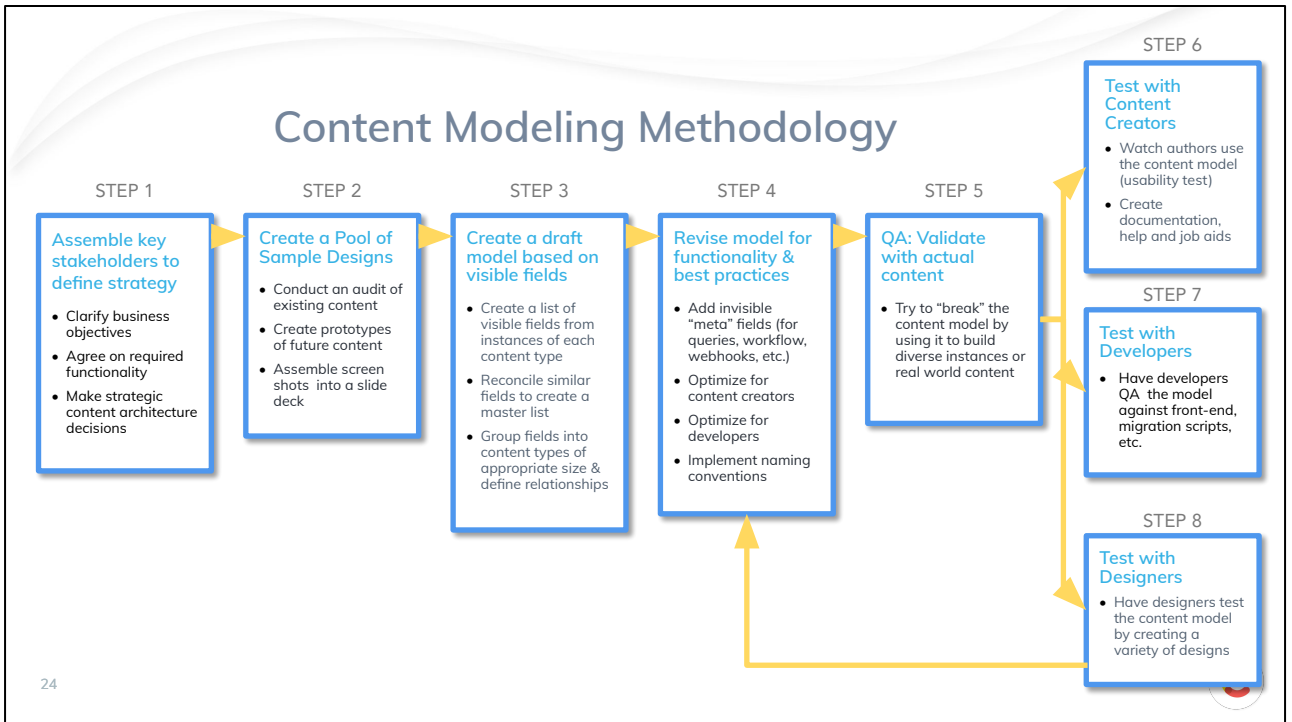 Content Modeling Methodology
STEP 1
Assemble key
stakeholders to
define strategy
• Clarify business
objectives
• Agree on required
functionality
• Make strategic
content architecture
decisions
STEP 2
Create a Pool of
Sample Designs
• Conduct an audit of
existing content
• Create prototypes
of future content
• Assemble screen
shots into a slide
deck
STEP 3
Create a draft
model based on
visible fields
• Create a list of
visible fields from
instances of each
content type
• Reconcile similar
fields to create a
master list
• Group fields into
content types of
appropriate size &
define relationships
STEP 4
Revise model for
functionality &
best practices
• Add invisible
“meta” fields (for
queries, workflow,
webhooks, etc.)
• Optimize for
content creators
• Optimize for
developers
• Implement naming
conventions
STEP 5
QA: Validate
with actual
content
• Try to “break” the
content model by
using it to build
diverse instances or
real world content
STEP 6
Test with
Content
Creators
• Watch authors use
the content model
(usability test)
• Create
documentation,
help and job aids
STEP 7
Test with
Developers
• Have developers
QA the model
against front-end,
migration scripts,
etc.
STEP 8
Test with
Designers
• Have designers test
the content model
by creating a
variety of designs
24